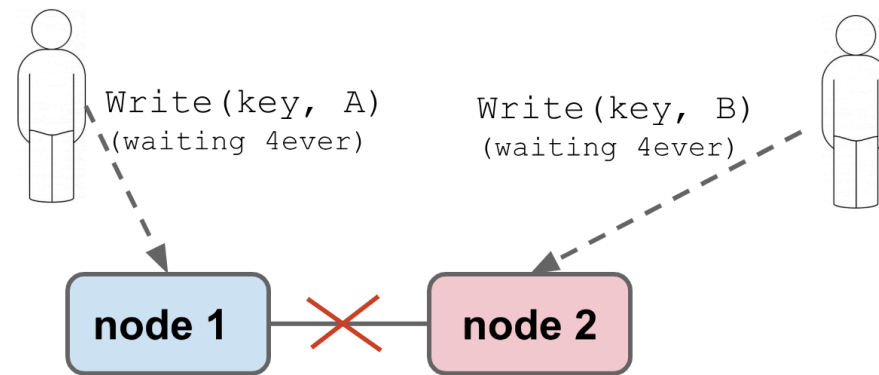 Write(key, A)
(waiting 4ever)
Write(key, B)
(waiting 4ever)
node 1
node 2